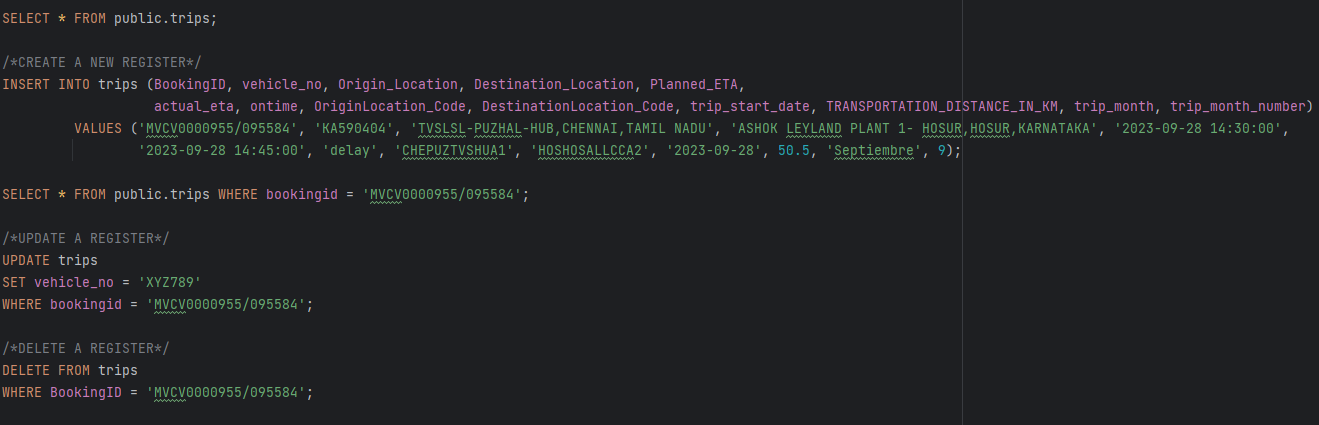 SELECT * FROM public.trips;
/*CREATE A NEW REGISTER*/
INSERT INTO trips (BookingID, vehicle_no, Origin_Location, Destination_Location, Planned_ETA,
actual_eta, ontime, OriginLocation_Code, DestinationLocation_Code, trip_start_date, TRANSPORTATION_DISTANCE_IN_KM, trip_month, trip_month_number)
VALUES ('MVCV0000955/095584', 'KA590404', 'TVSLSL-PUZHAL-HUB,CHENNAI,TAMIL NADU', 'ASHOK LEYLAND PLANT 1- HOSUR,HOSUR,KARNATAKA', '2023-09-28 14:30:00',
'2023-09-28 14:45:00', 'delay', 'CHEPUZTVSHUA1', 'HOSHOSALLCCA2', '2023-09-28', 50.5, 'Septiembre', 9);
SELECT * FROM public.trips WHERE bookingid = 'MVCV0000955/095584';
/*UPDATE A REGISTER*/
UPDATE trips
SET vehicle_no = 'XYZ789'
WHERE bookingid = 'MVCV0000955/095584';
/*DELETE A REGISTER*/
DELETE FROM trips
WHERE BookingID = 'MVCV0000955/095584';